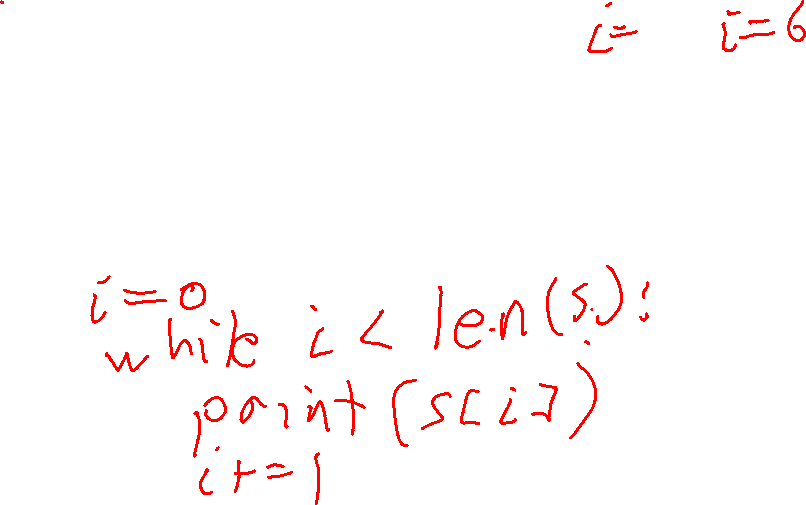 i= i=6
i=0
while i < len(s):
print(s[i])
i+=1